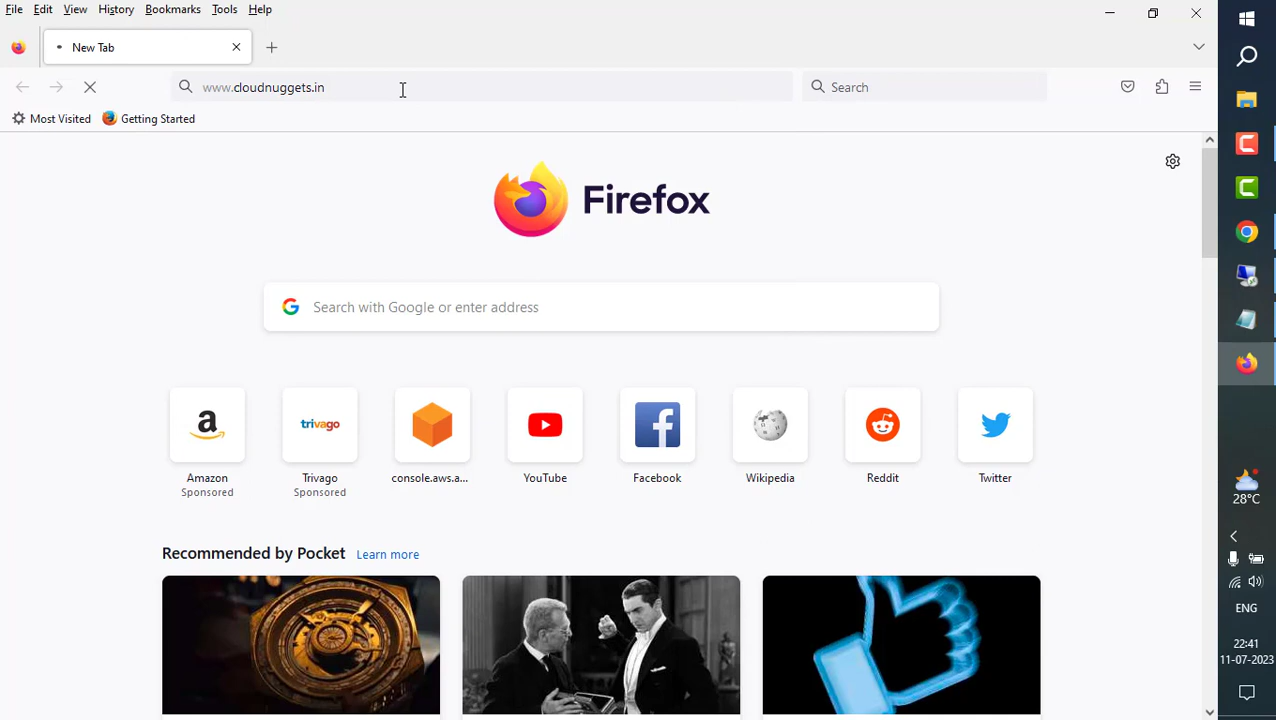 File Edit View History Bookmarks Tools Help
New Tab
www.cloudnuggets.in
Search
Most Visited Getting Started
Firefox
Search with Google or enter address
trivago
Amazon
Sponsored
Trivago
Sponsored
console.aws.a...
YouTube
Facebook
Wikipedia
Reddit
Twitter
Recommended by Pocket Learn more
28°C
ENG
22:41
11-07-2023